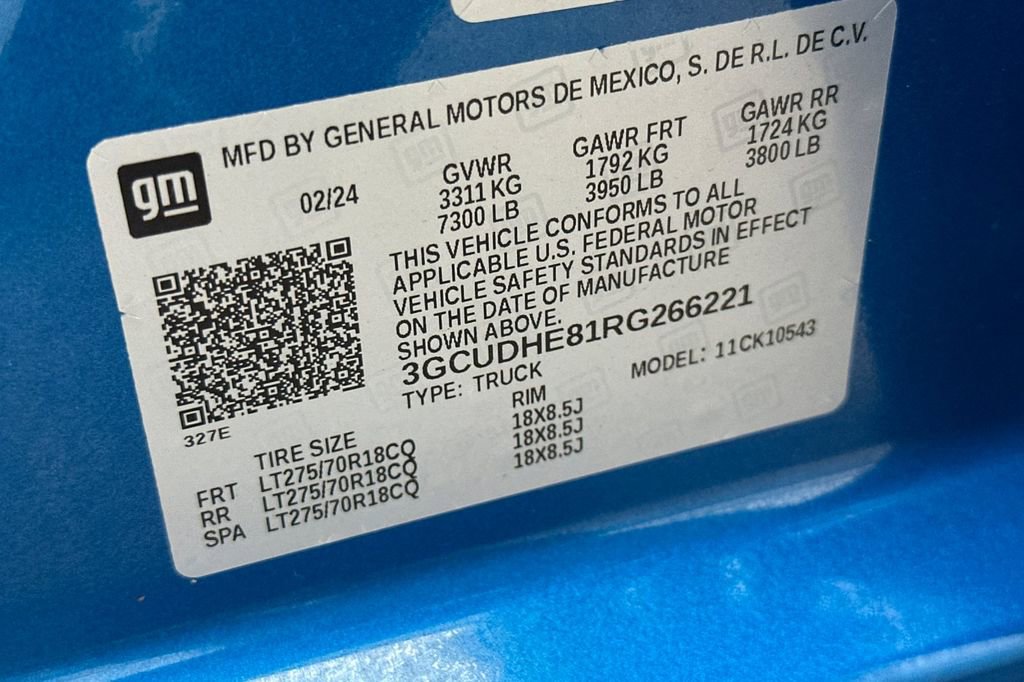 MFD BY GENERAL MOTORS DE MEXICO, S. DE R.L. DE C.V.
gm
02/24
GVWR
3311 KG
7300 LB
GAWR FRT
1792 KG
3950 LB
GAWR RR
1724 KG
3800 LB
THIS VEHICLE CONFORMS TO ALL
APPLICABLE U.S. FEDERAL MOTOR
VEHICLE SAFETY STANDARDS IN EFFECT
ON THE DATE OF MANUFACTURE
SHOWN ABOVE.
3GCUDHE81RG266221
TYPE: TRUCK
MODEL: 11CK10543
327E
TIRE SIZE RIM
FRT LT275/70R18CQ 18X8.5J
RR LT275/70R18CQ 18X8.5J
SPA LT275/70R18CQ 18X8.5J